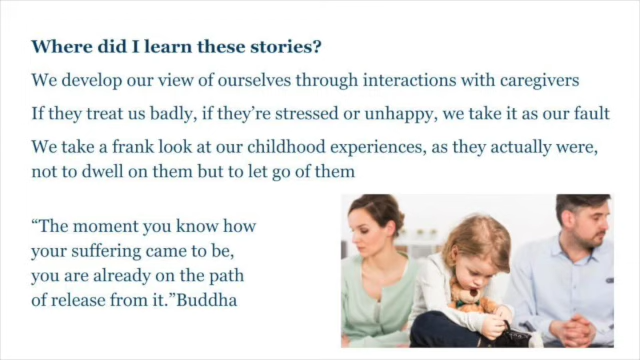 Where did I learn these stories?
We develop our view of ourselves through interactions with caregivers
If they treat us badly, if they're stressed or unhappy, we take it as our fault
We take a frank look at our childhood experiences, as they actually were,
not to dwell on them but to let go of them
“The moment you know how
your suffering came to be,
you are already on the path
of release from it.”Buddha